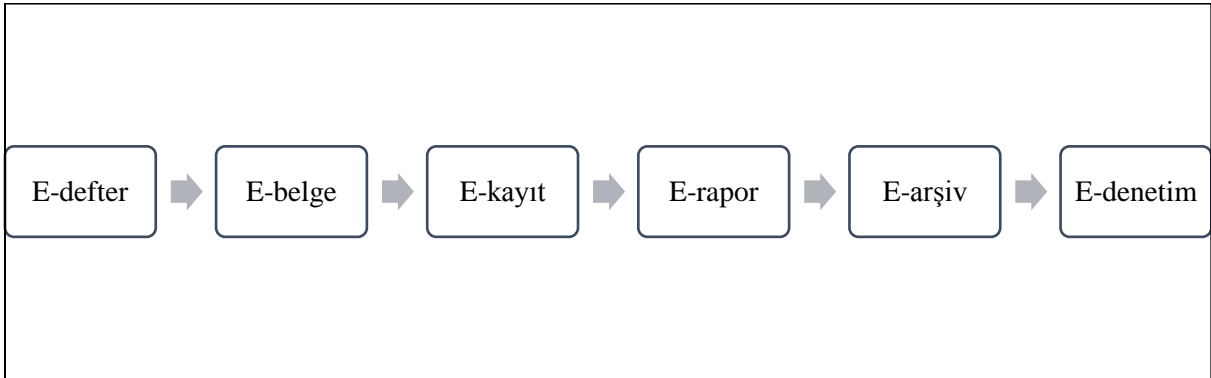 E-defter
E-belge
E-kayıt
E-rapor
E-arşiv
E-denetim